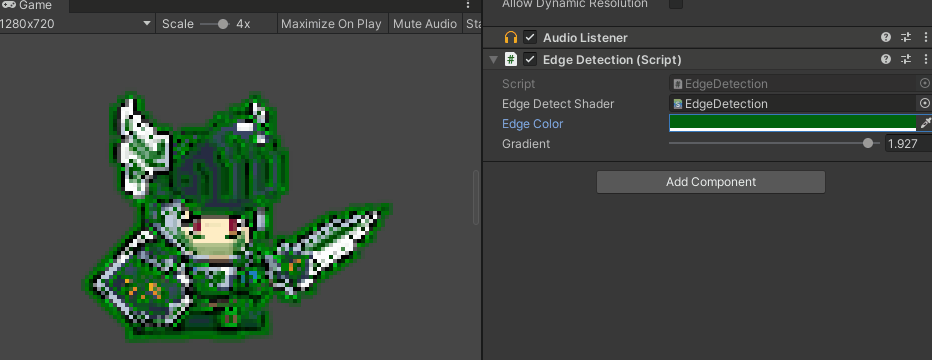 Game
1280x720
Scale
4x
Maximize On Play
Mute Audio
Allow Dynamic Resolution
Audio Listener
Edge Detection (Script)
Script
EdgeDetection
Edge Detect Shader
EdgeDetection
Edge Color
Gradient
1.927
Add Component